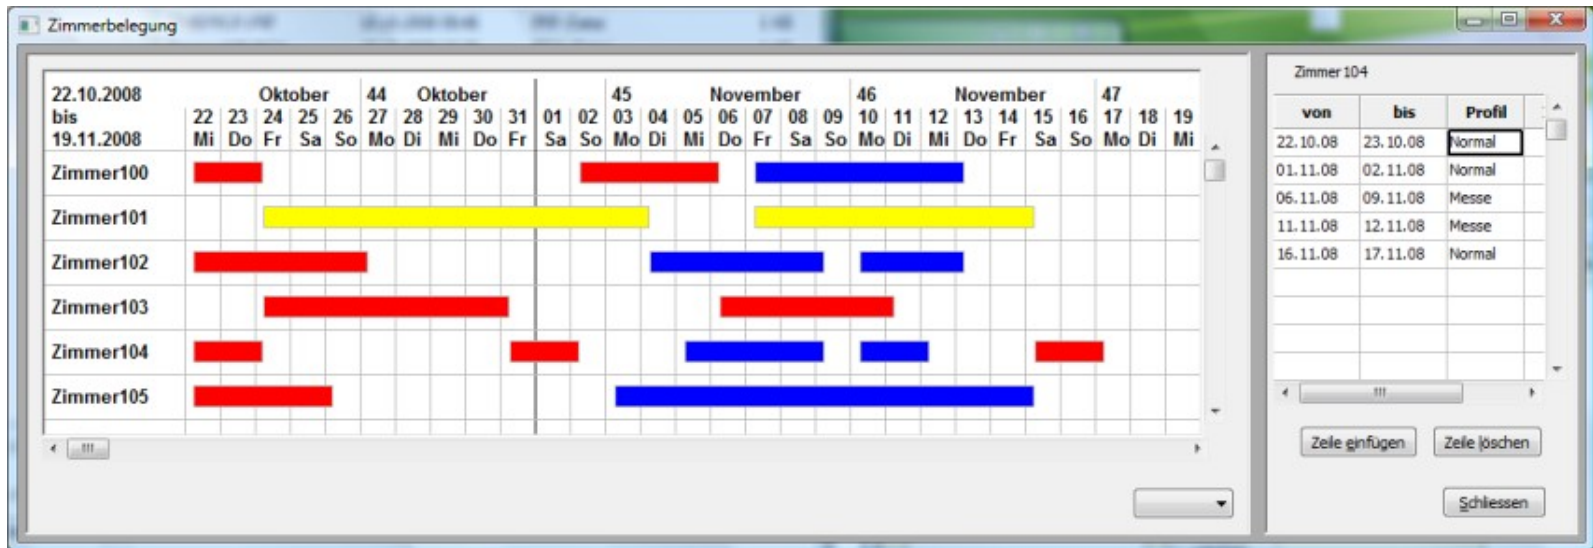 Zimmerbelegung
22.10.2008 Oktober 44 Oktober 45 November 46 November 47
bis 22 23 24 25 26 27 28 29 30 31 01 02 03 04 05 06 07 08 09 10 11 12 13 14 15 16 17 18 19
19.11.2008 Mi Do Fr Sa So Mo Di Mi Do Fr Sa So Mo Di Mi Do Fr Sa So Mo Di Mi Do Fr Sa So Mo Di Mi
Zimmer100
Zimmer101
Zimmer102
Zimmer103
Zimmer104
Zimmer105
Zimmer104
von bis Profil
22.10.08 23.10.08 Normal
01.11.08 02.11.08 Normal
06.11.08 09.11.08 Messe
11.11.08 12.11.08 Messe
16.11.08 17.11.08 Normal
Zeile einfügen Zeile löschen
Schliessen